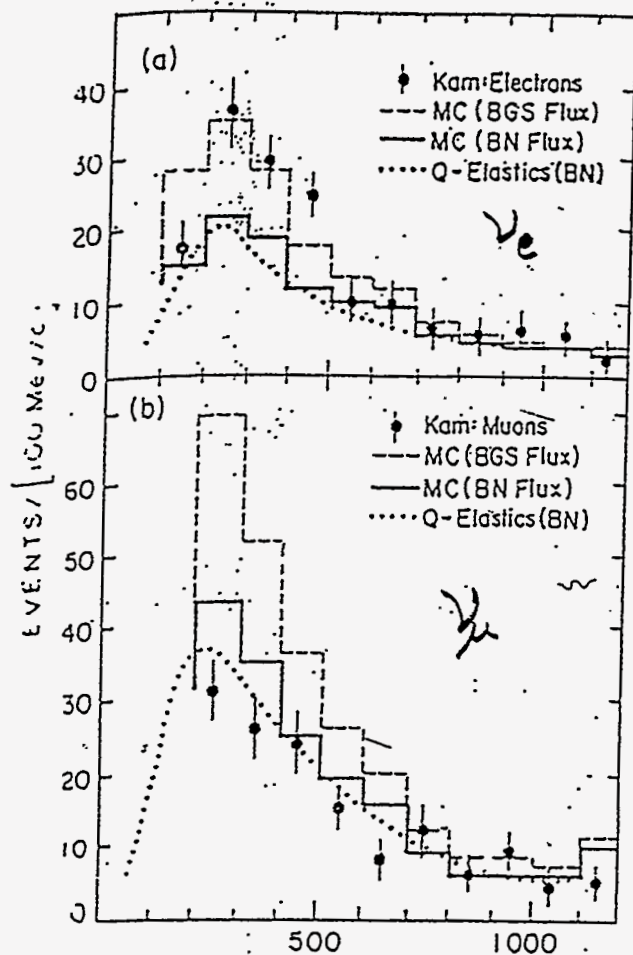 (a)
Kam: Electrons
MC (BGS Flux)
MC (BN Flux)
Q-Elastics (BN)
νe
40
30
20
10
0
(b)
Kam: Muons
MC (BGS Flux)
MC (BN Flux)
Q-Elastics (BN)
νμ
60
50
40
30
20
10
0
EVENTS/
500
1000